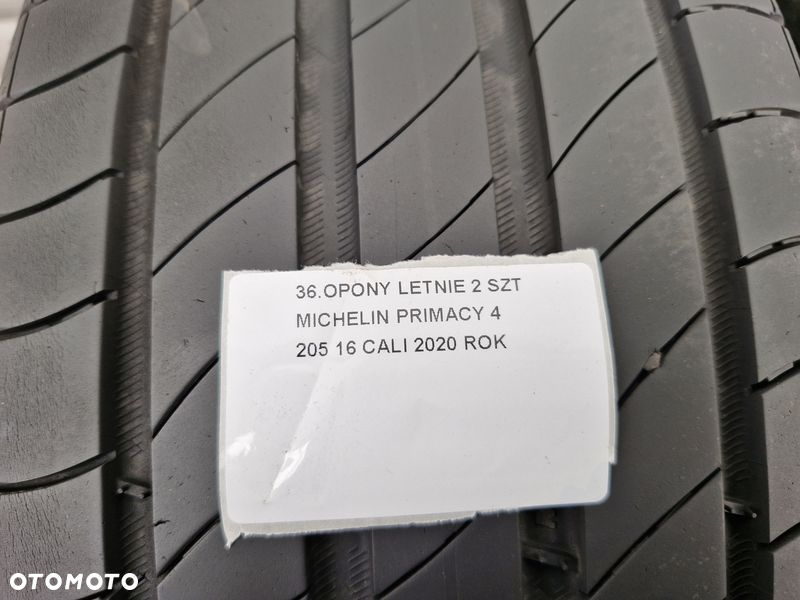 36.OPONY LETNIE 2 SZT
MICHELIN PRIMACY 4
205 16 CALI 2020 ROK
OTOMOTO